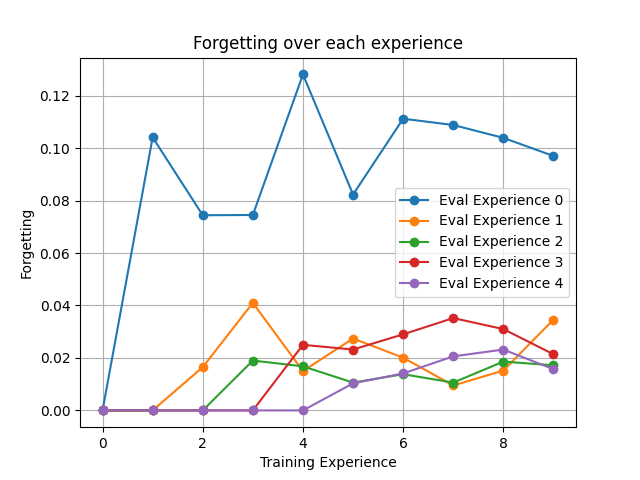 Forgetting over each experience
0.12
0.10
0.08
0.06
0.04
0.02
0.00
Forgetting
Eval Experience 0
Eval Experience 1
Eval Experience 2
Eval Experience 3
Eval Experience 4
0 2 4 6 8
Training Experience